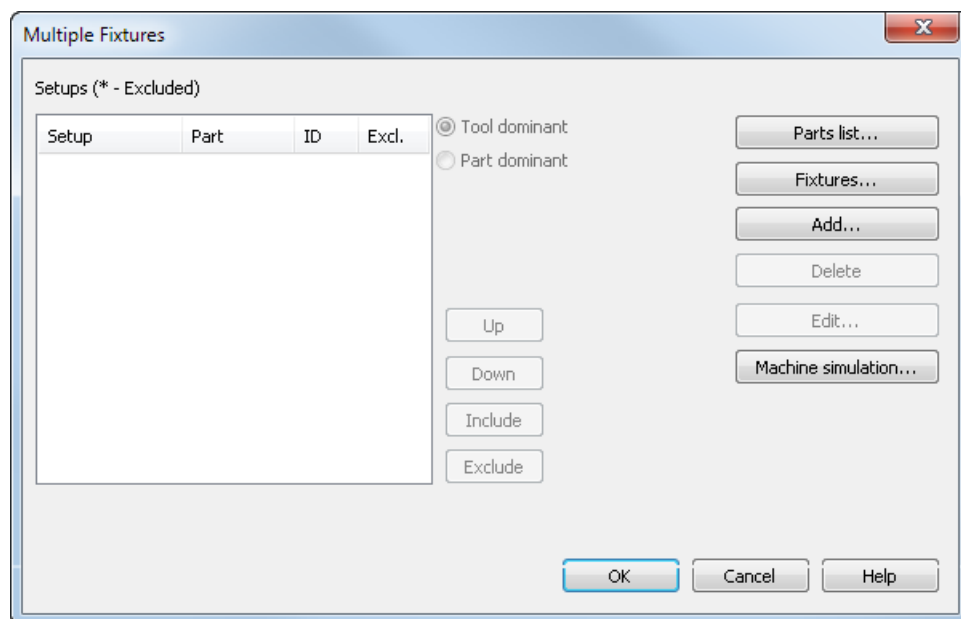 Multiple Fixtures
Setups (* - Excluded)
Setup Part ID Excl.
Tool dominant
Part dominant
Up
Down
Include
Exclude
Parts list...
Fixtures...
Add...
Delete
Edit...
Machine simulation...
OK Cancel Help